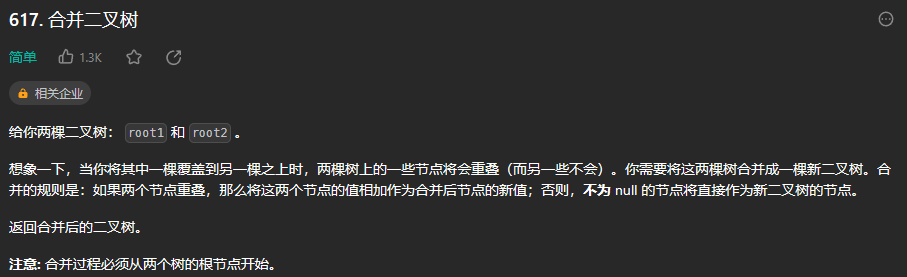 617. 合并二叉树
简单 1.3K
相关企业
给你两棵二叉树： root1 和 root2 。
想象一下，当你将其中一棵覆盖到另一棵之上时，两棵树上的一些节点将会重叠（而另一些不会）。你需要将这两棵树合并成一棵新二叉树。合
并的规则是：如果两个节点重叠，那么将这两个节点的值相加作为合并后节点的新值；否则，不为 null 的节点将直接作为新二叉树的节点。
返回合并后的二叉树。
注意: 合并过程必须从两个树的根节点开始。